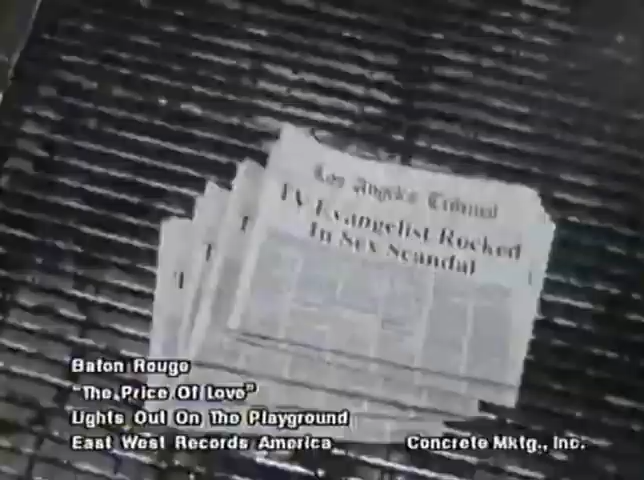 Los Angeles Tribunal
TV Evangelist Rocked
In Sex Scandal
T
T
T
Baton Rouge
"The Price Of Love"
Lights Out On The Playground
East West Records America
Concrete Mktg., Inc.